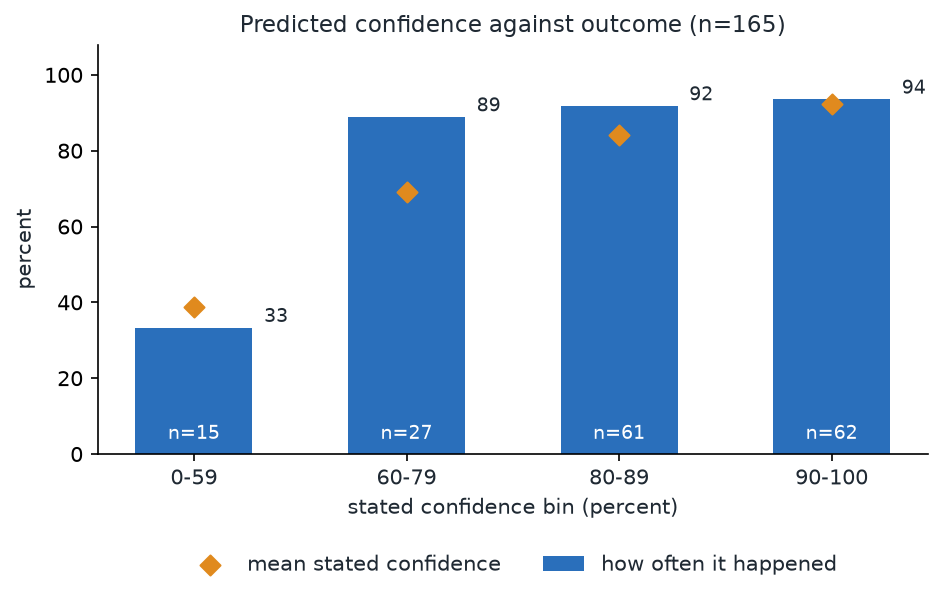 Predicted confidence against outcome (n=165)
percent
100
80
60
40
20
0
33
89
92
94
n=15
n=27
n=61
n=62
0-59
60-79
80-89
90-100
stated confidence bin (percent)
mean stated confidence
how often it happened